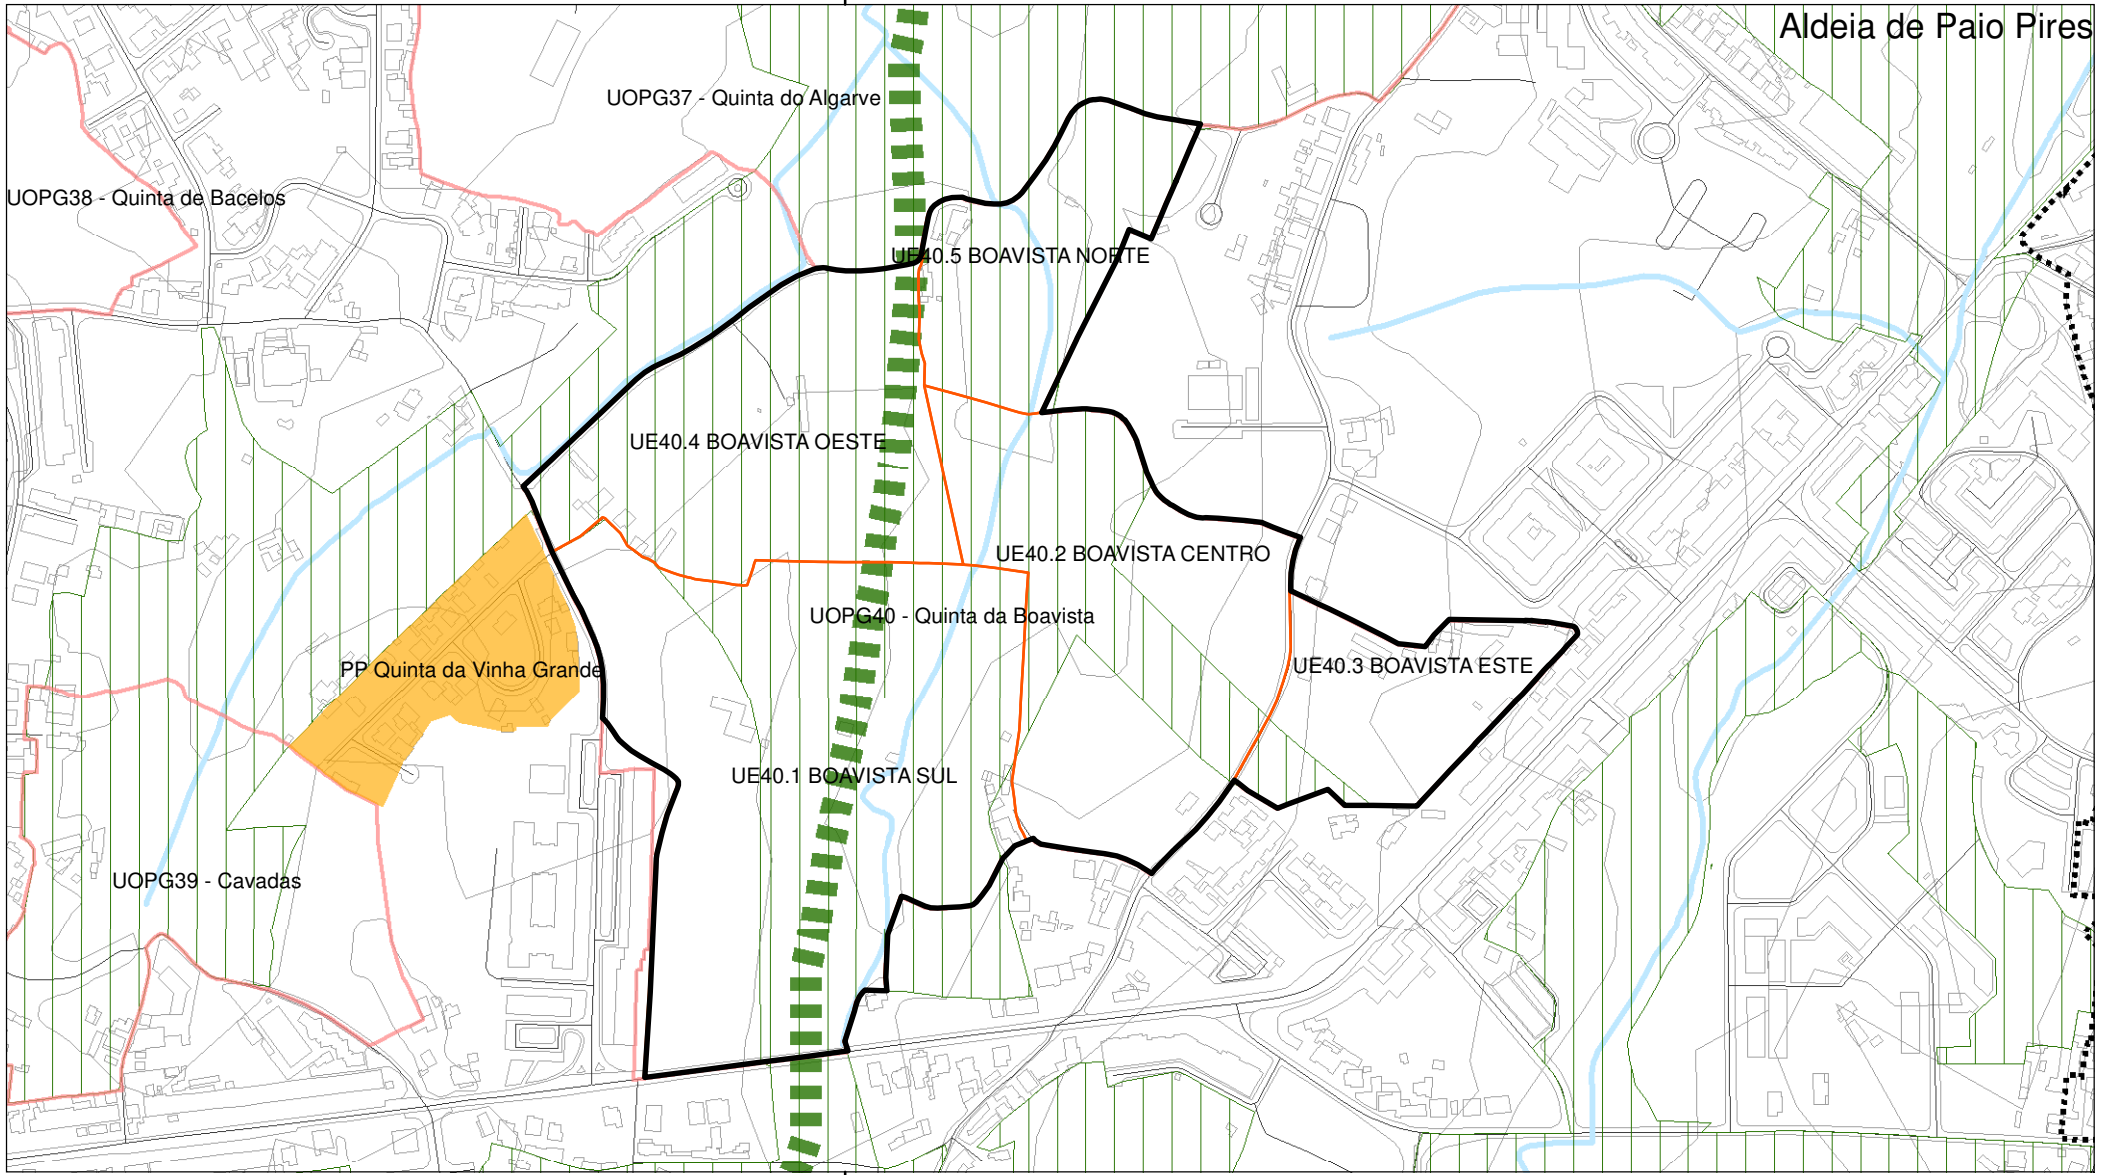 Aldeia de Paio Pires
UOPG37 - Quinta do Algarve
UOPG38 - Quinta de Bacelos
UE40.5 BOAVISTA NORTE
UE40.4 BOAVISTA OESTE
UE40.2 BOAVISTA CENTRO
UOPG40 - Quinta da Boavista
UE40.3 BOAVISTA ESTE
PP Quinta da Vinha Grande
UE40.1 BOAVISTA SUL
UOPG39 - Cavadas